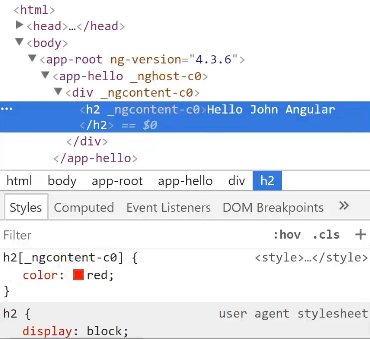 <html>
▶<head>…</head>
▼<body>
▼<app-root ng-version="4.3.6">
▼<app-hello _nghost-c0>
▼<div _ngcontent-c0>
… <h2 _ngcontent-c0>Hello John Angular
</h2> == $0
</div>
</app-hello>
html body app-root app-hello div h2
Styles Computed Event Listeners DOM Breakpoints »
Filter :hov .cls +
h2[_ngcontent-c0] { <style>…</style>
color: red;
}
h2 { user agent stylesheet
display: block;